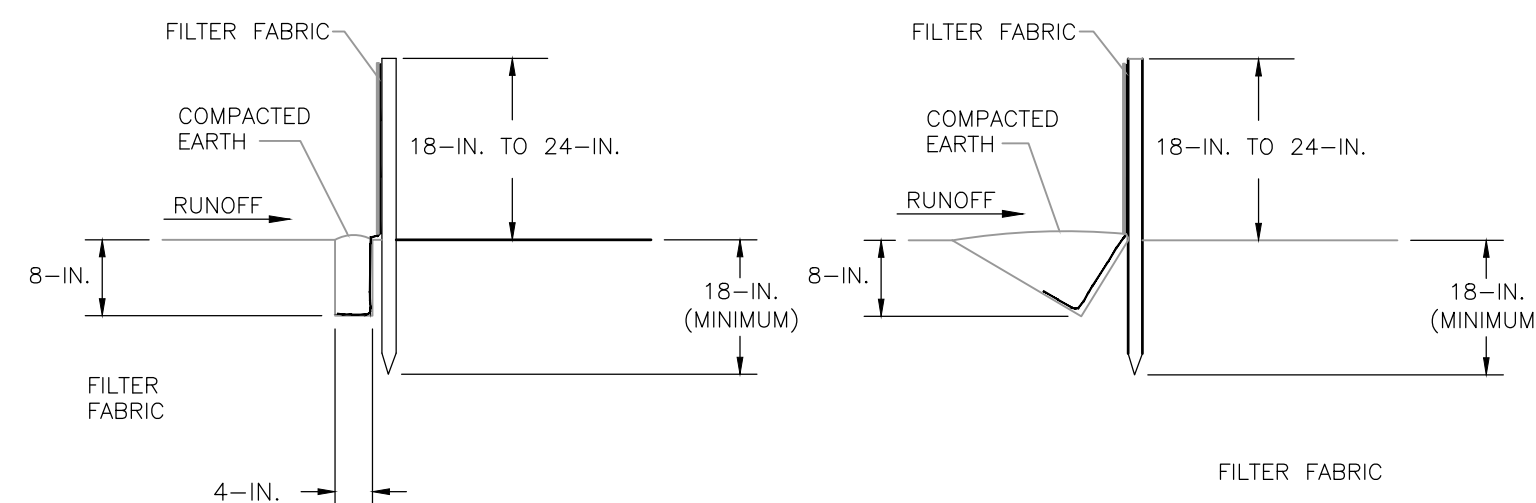 FILTER FABRIC
COMPACTED
EARTH
18-IN. TO 24-IN.
RUNOFF
8-IN.
18-IN.
(MINIMUM)
FILTER
FABRIC
4-IN.
FILTER FABRIC
COMPACTED
EARTH
18-IN. TO 24-IN.
RUNOFF
8-IN.
18-IN.
(MINIMUM
FILTER FABRIC